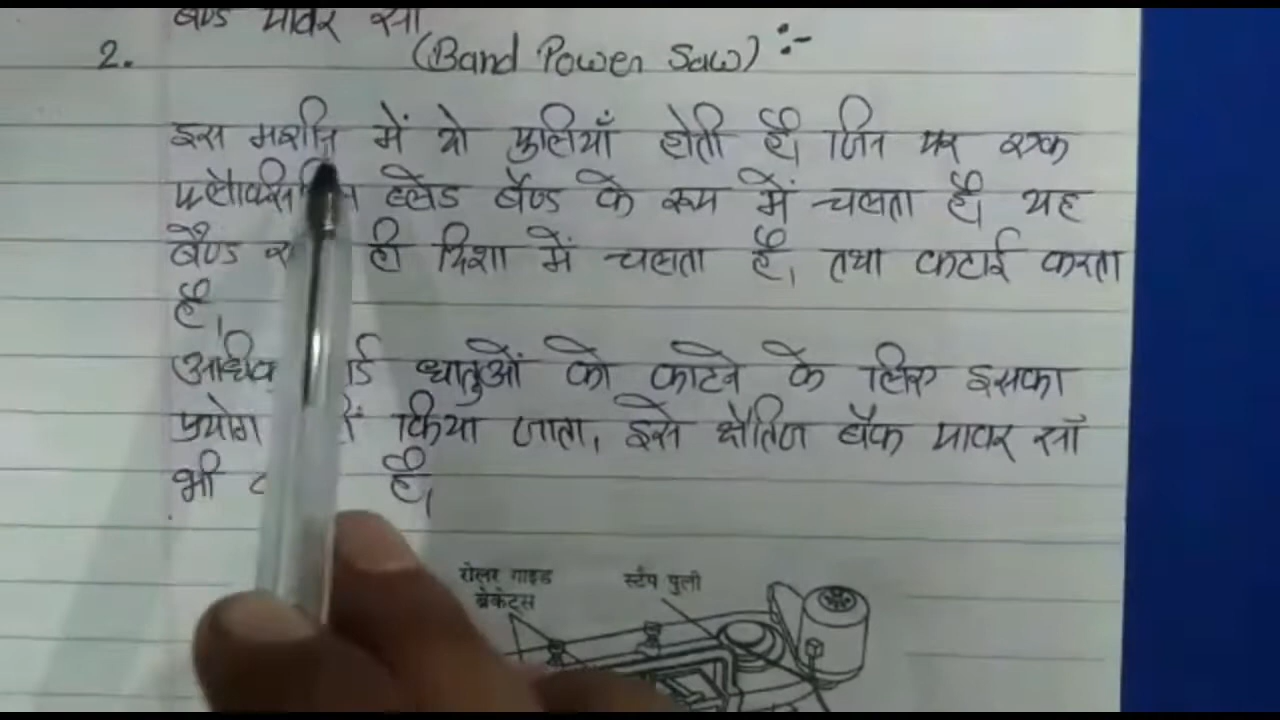 बैण्ड पावर सॉ
2. (Band Power Saw) :-
इस मशीन में दो पुलियाँ होती हैं। जिन पर एक
ब्लेड बैण्ड के रूप में चलता है। यह
बैण्ड ही दिशा में चलता है, तथा कटाई करता
है।
धातुओं को काटने के लिए इसका
प्रयोग किया जाता, इसे क्षैतिज बैक पावर सॉ
भी है।
रोलर गाइड
ब्रेकेट्स
स्टैप पुली